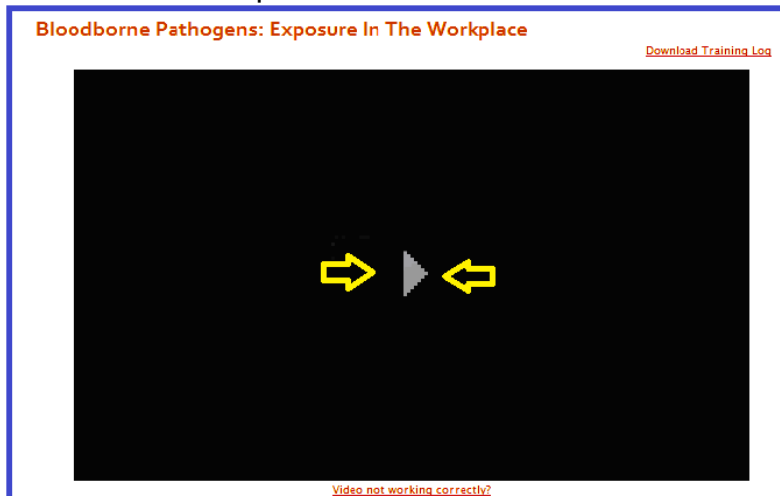 Bloodborne Pathogens: Exposure In The Workplace
Download Training Log
Video not working correctly?